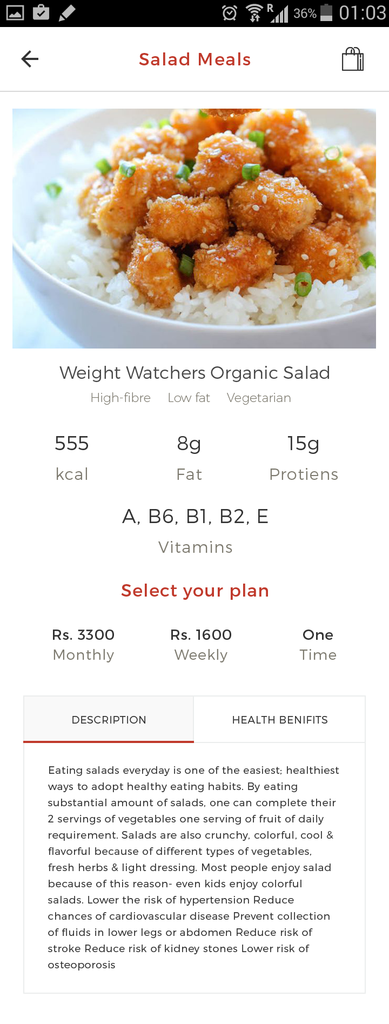 R 36% 01:03
Salad Meals
Weight Watchers Organic Salad
High-fibre Low fat Vegetarian
555 8g 15g
kcal Fat Protiens
A, B6, B1, B2, E
Vitamins
Select your plan
Rs. 3300 Rs. 1600 One
Monthly Weekly Time
DESCRIPTION HEALTH BENIFITS
Eating salads everyday is one of the easiest; healthiest
ways to adopt healthy eating habits. By eating
substantial amount of salads, one can complete their
2 servings of vegetables one serving of fruit of daily
requirement. Salads are also crunchy, colorful, cool &
flavorful because of different types of vegetables,
fresh herbs & light dressing. Most people enjoy salad
because of this reason- even kids enjoy colorful
salads. Lower the risk of hypertension Reduce
chances of cardiovascular disease Prevent collection
of fluids in lower legs or abdomen Reduce risk of
stroke Reduce risk of kidney stones Lower risk of
osteoporosis